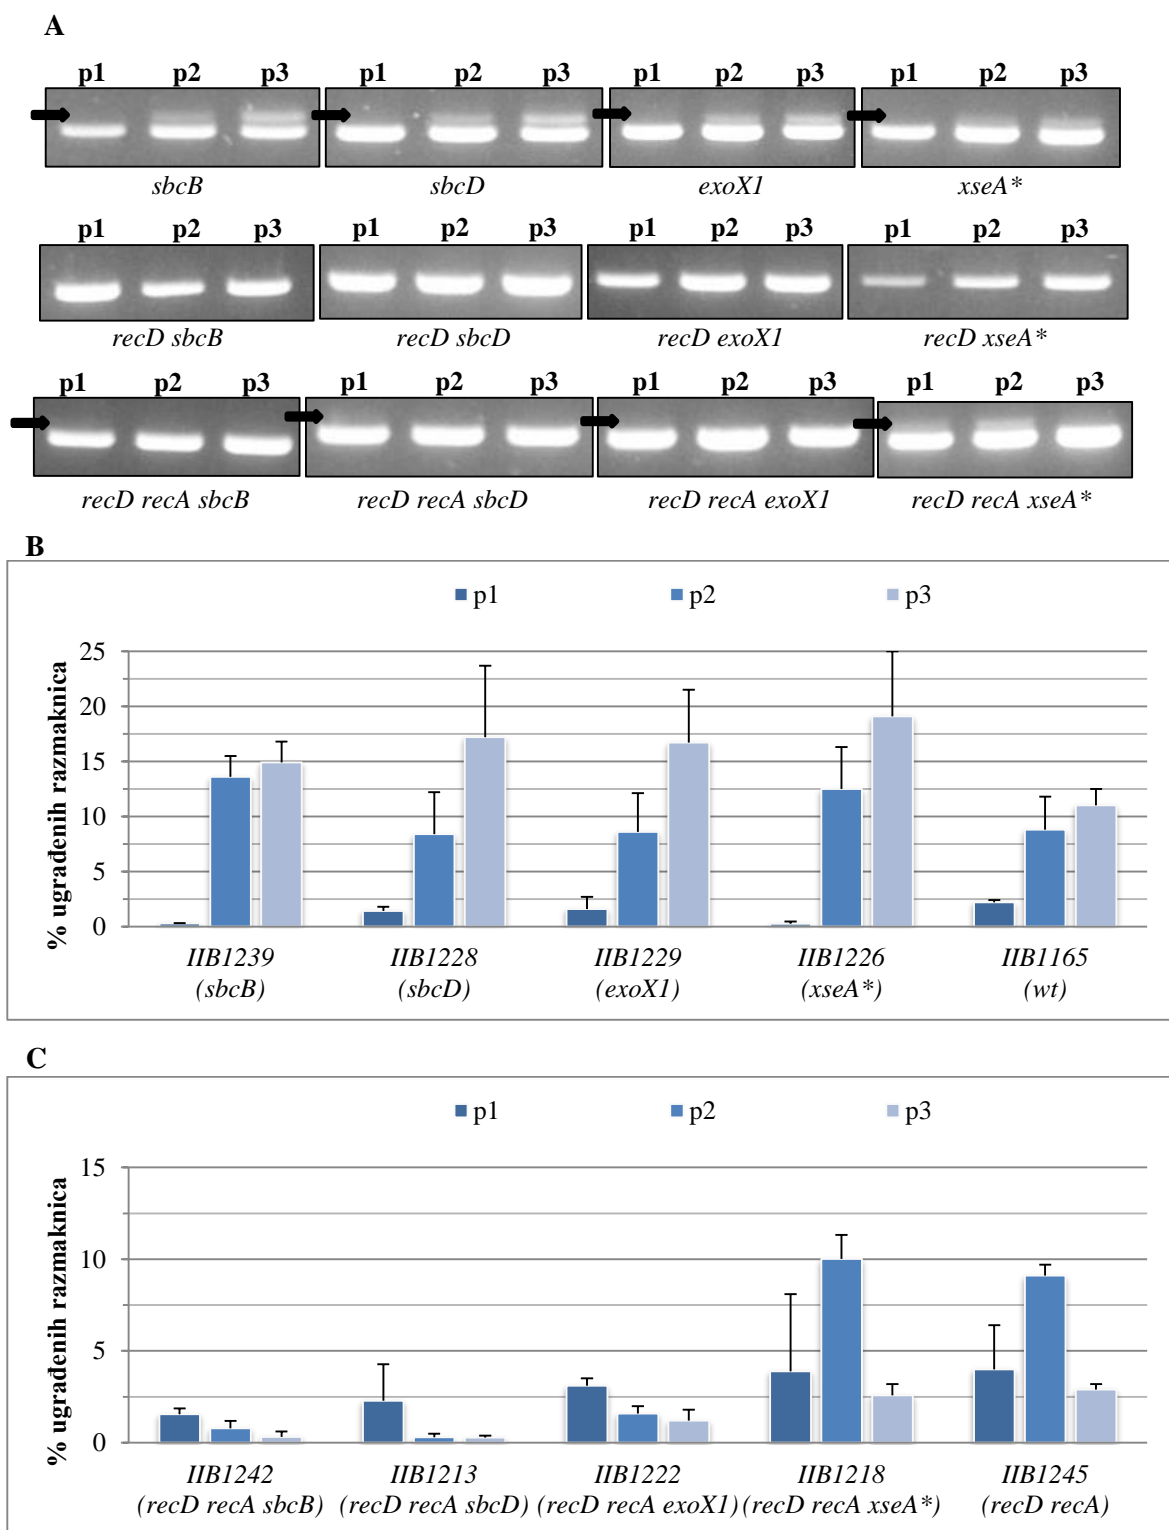 A
p1 p2 p3 p1 p2 p3 p1 p2 p3 p1 p2 p3
sbcB sbcD exoX1 xseA*
p1 p2 p3 p1 p2 p3 p1 p2 p3 p1 p2 p3
recD sbcB recD sbcD recD exoX1 recD xseA*
p1 p2 p3 p1 p2 p3 p1 p2 p3 p1 p2 p3
recD recA sbcB recD recA sbcD recD recA exoX1 recD recA xseA*
B
p1 p2 p3
% ugrađenih razmaknica
25
20
15
10
5
0
IIB1239 IIB1228 IIB1229 IIB1226 IIB1165
(sbcB) (sbcD) (exoX1) (xseA*) (wt)
C
p1 p2 p3
% ugrađenih razmaknica
15
10
5
0
IIB1242 IIB1213 IIB1222 IIB1218 IIB1245
(recD recA sbcB) (recD recA sbcD) (recD recA exoX1) (recD recA xseA*) (recD recA)